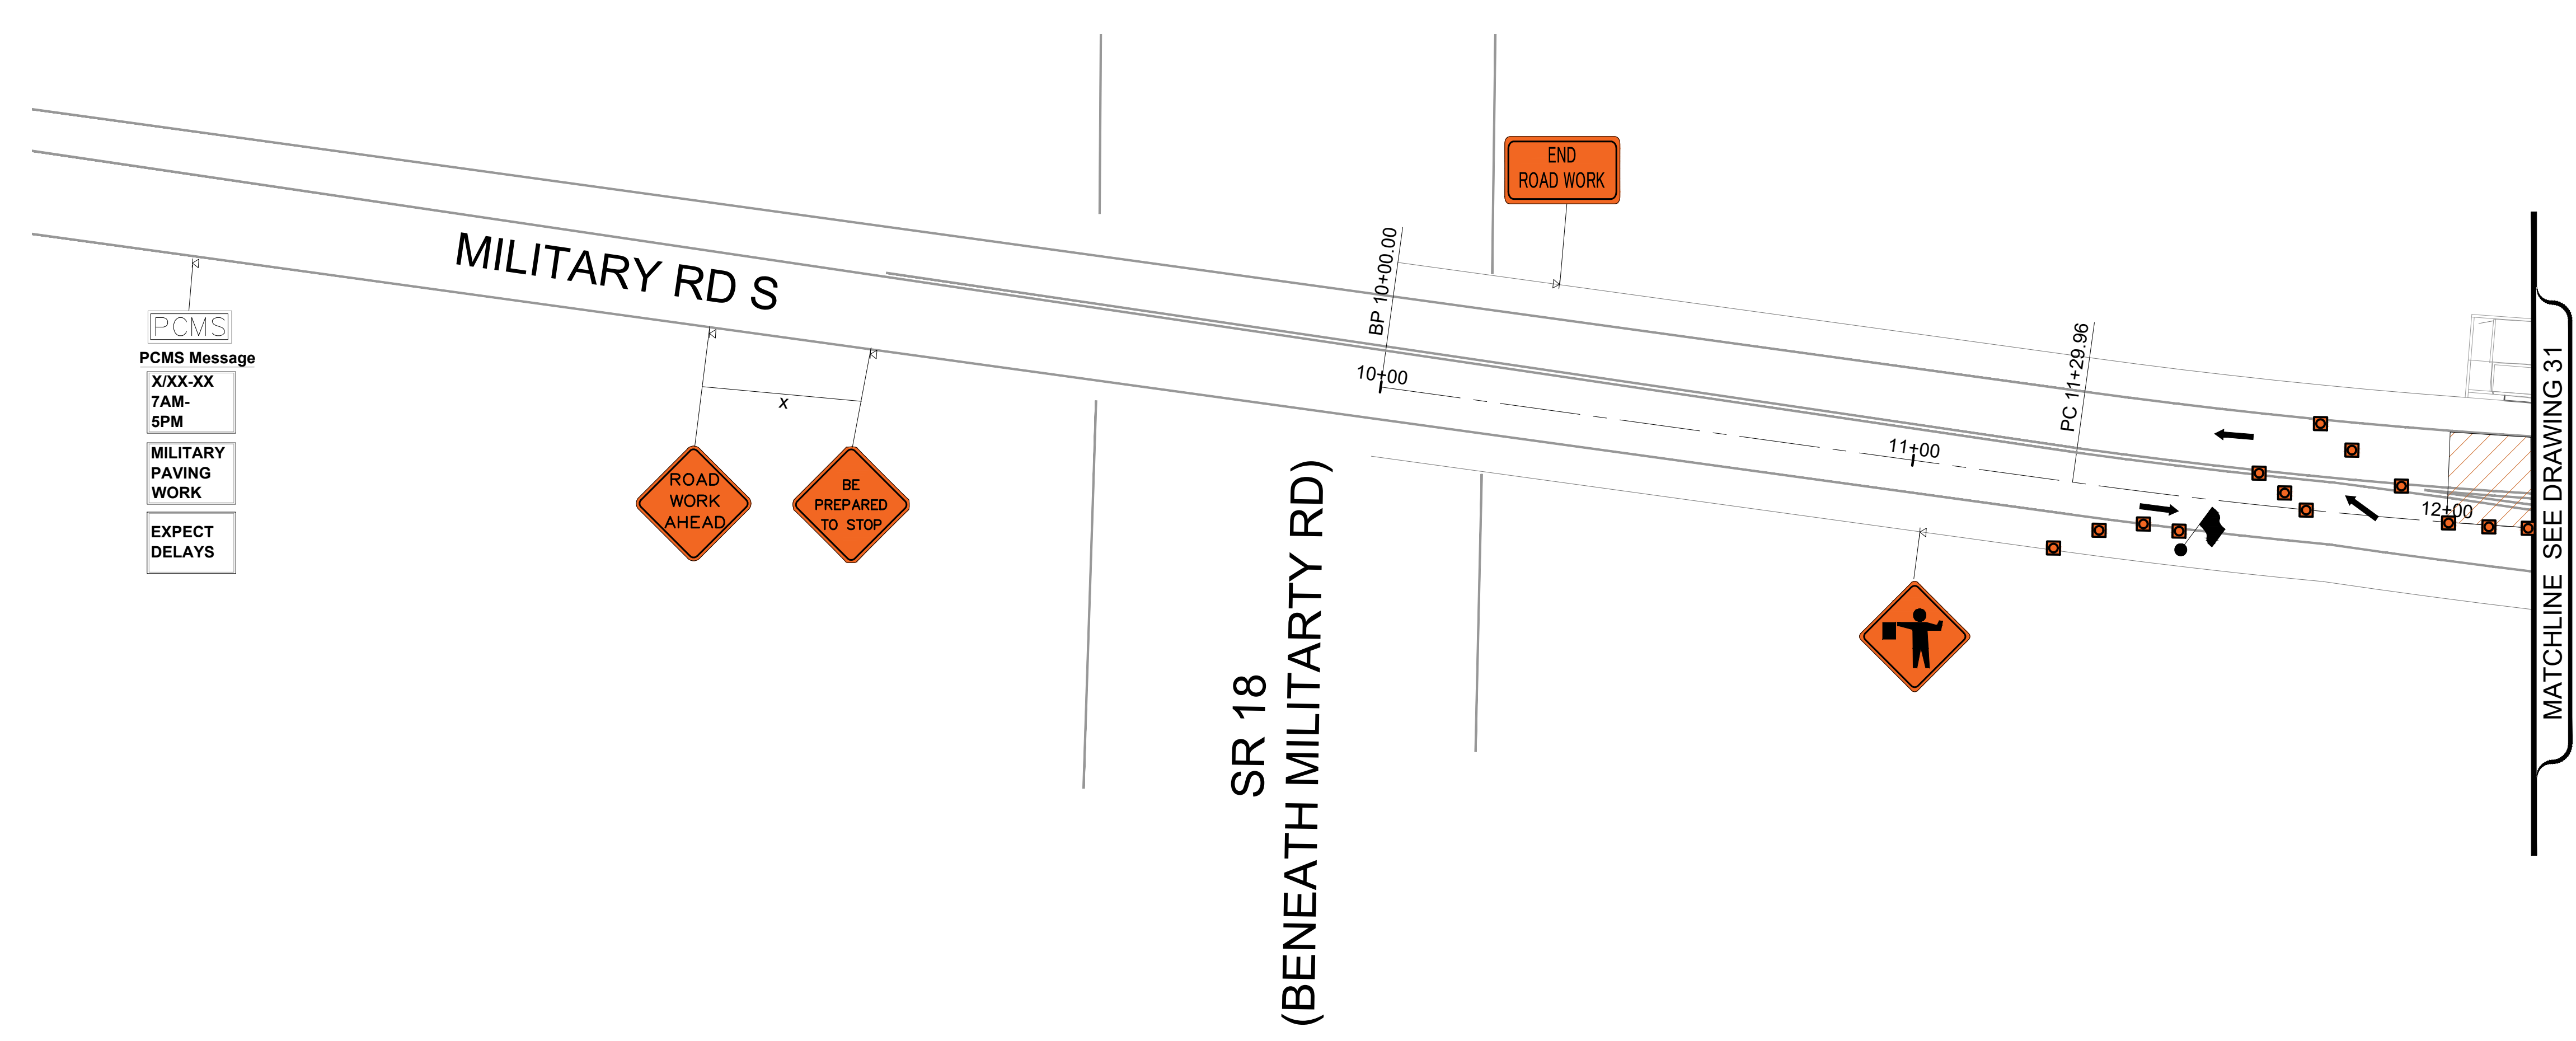 END
ROAD WORK
MILITARY RD S
PCMS
PCMS Message
X/XX-XX
7AM-
5PM
MILITARY
PAVING
WORK
EXPECT
DELAYS
x
ROAD
WORK
AHEAD
BE
PREPARED
TO STOP
BP 10+00.00
10+00
11+00
PC 11+29.96
12+00
SR 18
(BENEATH MILITARTY RD)
MATCHLINE SEE DRAWING 31